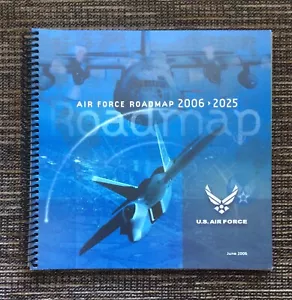 AIR FORCE ROADMAP 2006 > 2025
Roadmap
U.S. AIR FORCE
June 2006